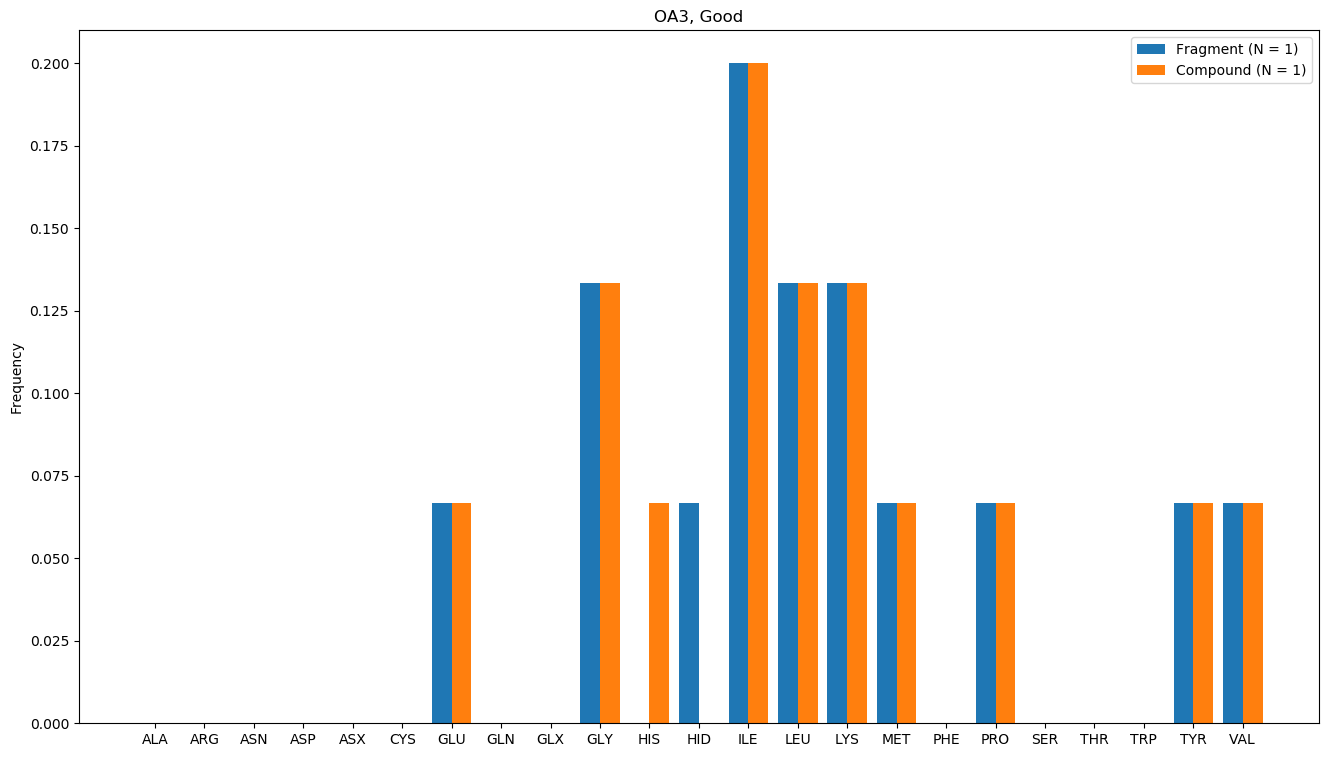 OA3, Good
Fragment (N = 1)
Compound (N = 1)
Frequency
0.200
0.175
0.150
0.125
0.100
0.075
0.050
0.025
0.000
ALA ARG ASN ASP ASX CYS GLU GLN GLX GLY HIS HID ILE LEU LYS MET PHE PRO SER THR TRP TYR VAL